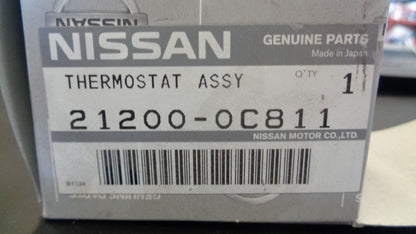 NISSAN
GENUINE PARTS
Made in Japan
THERMOSTAT ASSY
Q'TY
1
21200-0C811
NISSAN MOTOR CO.,LTD.